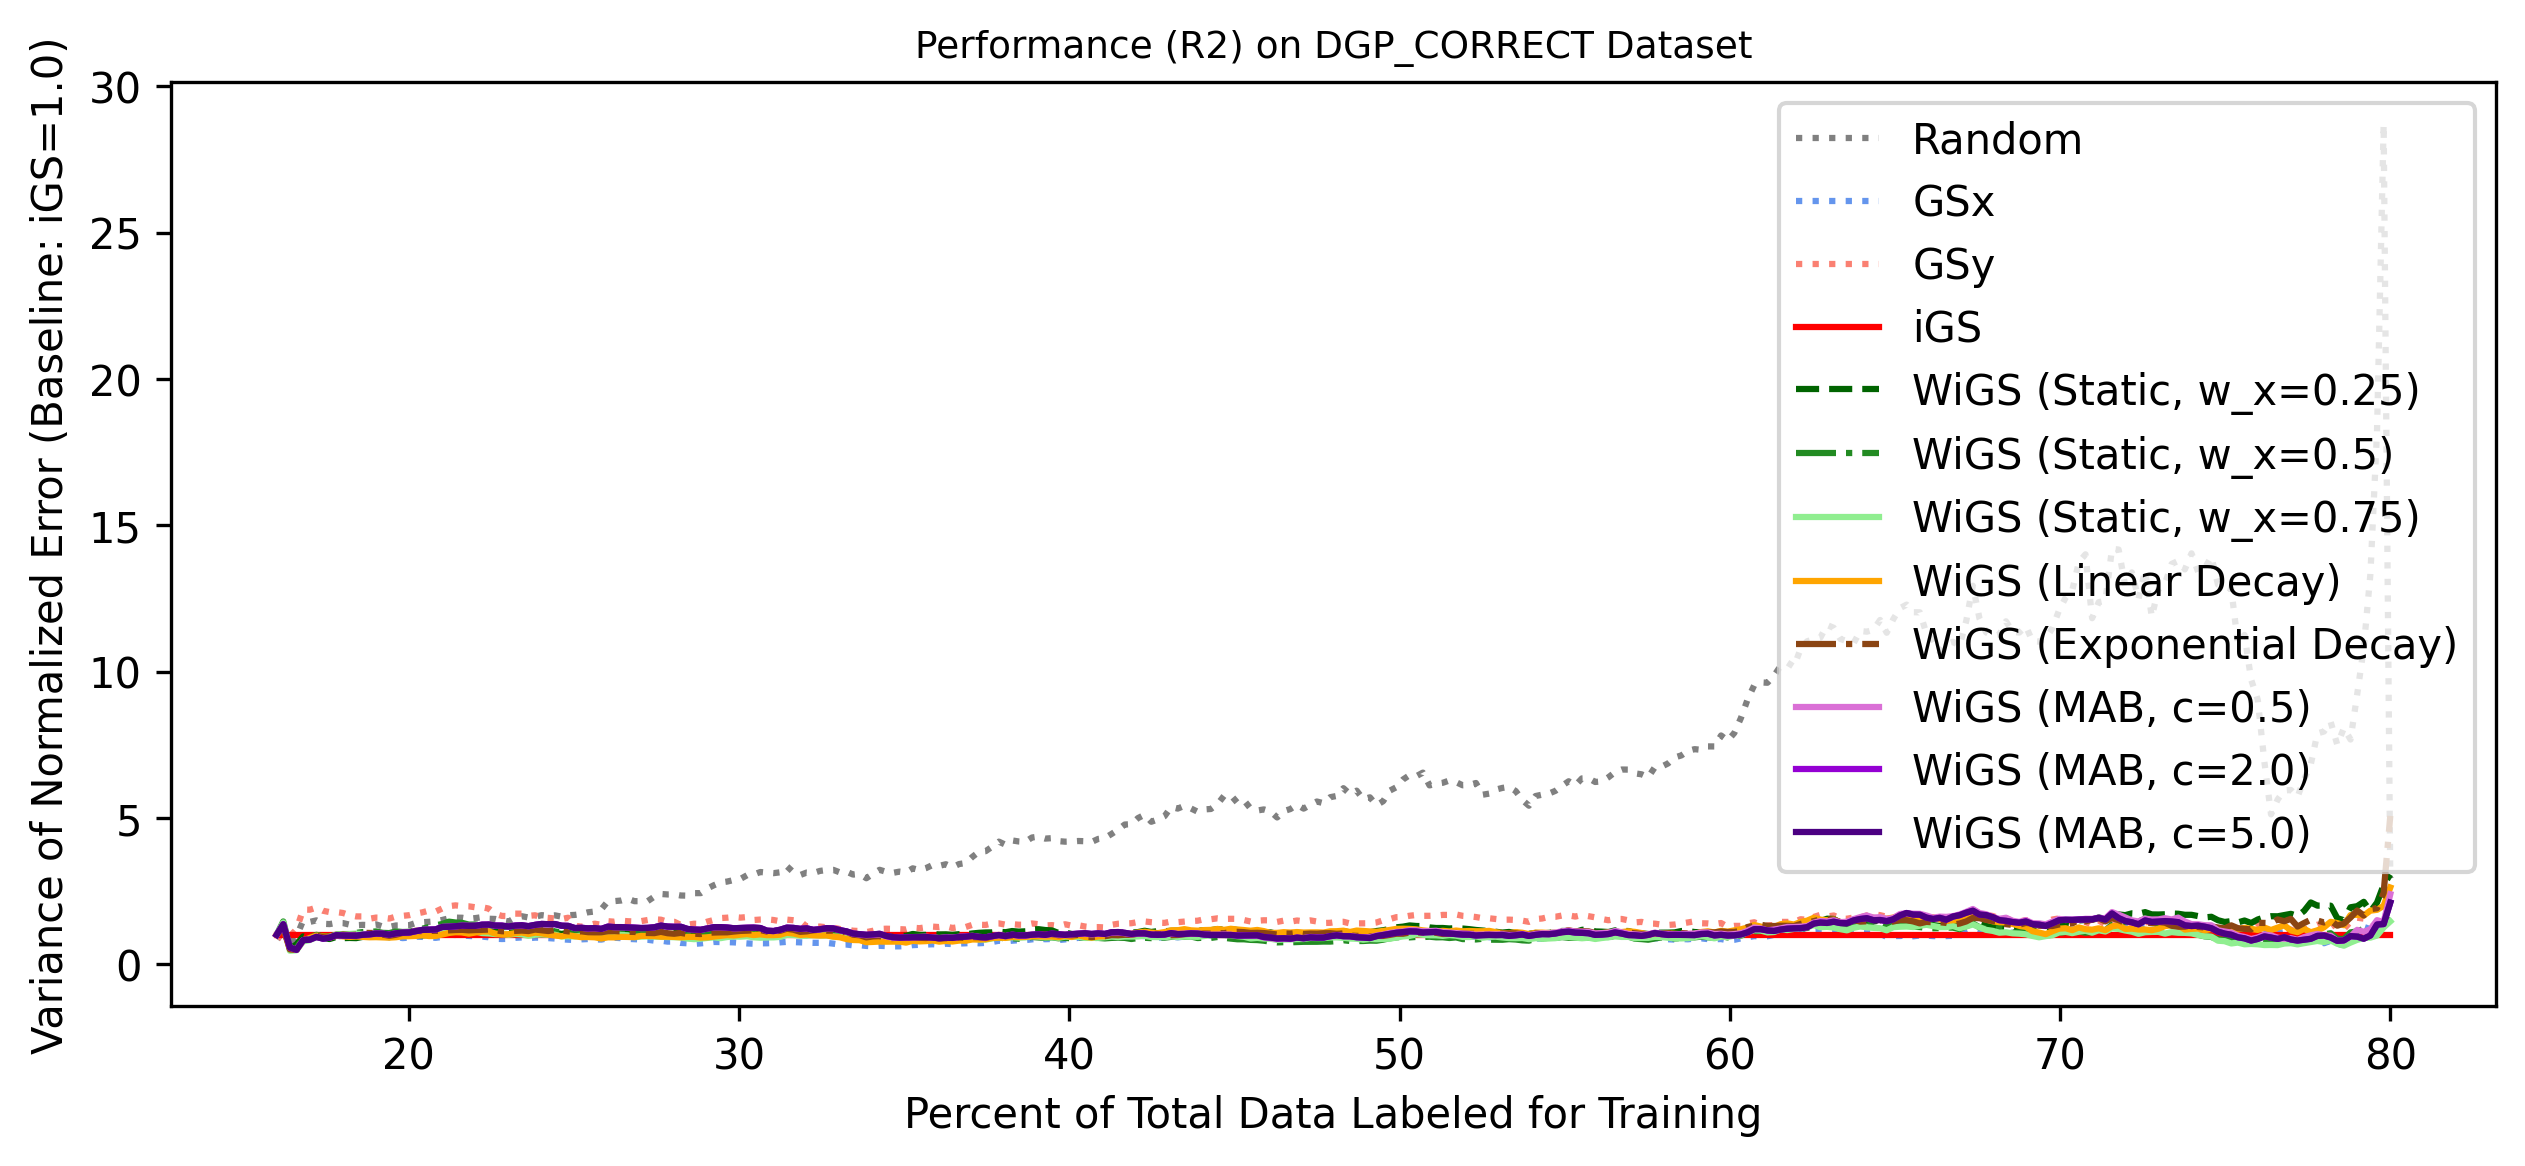 Performance (R2) on DGP_CORRECT Dataset
Variance of Normalized Error (Baseline: iGS=1.0)
30
25
20
15
10
5
0
Random
GSx
GSy
iGS
WiGS (Static, w_x=0.25)
WiGS (Static, w_x=0.5)
WiGS (Static, w_x=0.75)
WiGS (Linear Decay)
WiGS (Exponential Decay)
WiGS (MAB, c=0.5)
WiGS (MAB, c=2.0)
WiGS (MAB, c=5.0)
20 30 40 50 60 70 80
Percent of Total Data Labeled for Training